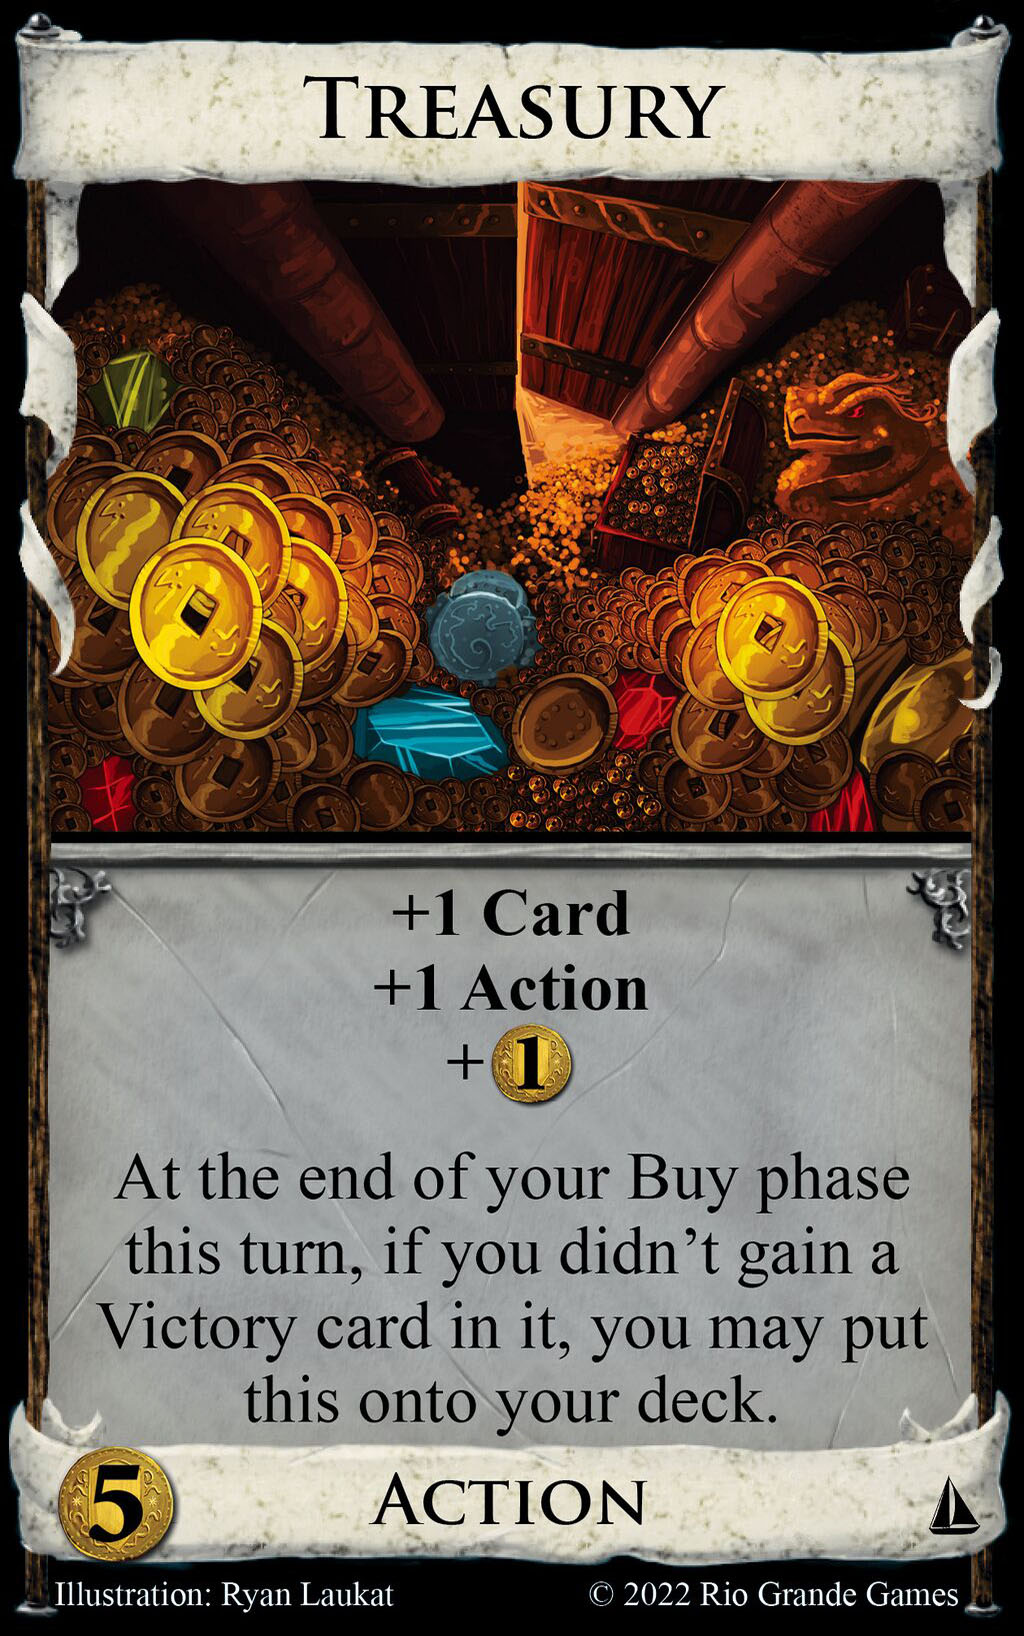 TREASURY
+1 Card
+1 Action
+1
At the end of your Buy phase
this turn, if you didn't gain a
Victory card in it, you may put
this onto your deck.
5
ACTION
Illustration: Ryan Laukat
© 2022 Rio Grande Games